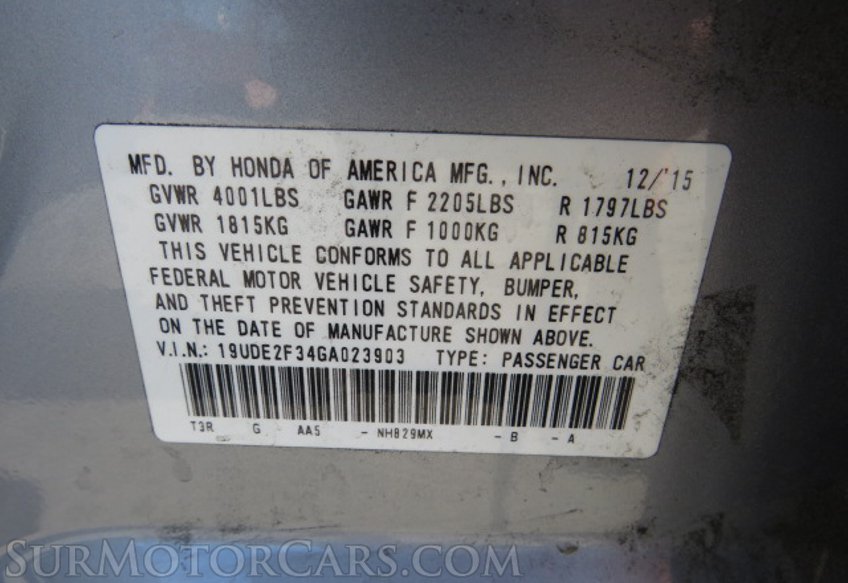 MFD. BY HONDA OF AMERICA MFG., INC. 12/'15
GVWR 4001LBS GAWR F 2205LBS R 1797LBS
GVWR 1815KG GAWR F 1000KG R 815KG
THIS VEHICLE CONFORMS TO ALL APPLICABLE
FEDERAL MOTOR VEHICLE SAFETY, BUMPER,
AND THEFT PREVENTION STANDARDS IN EFFECT
ON THE DATE OF MANUFACTURE SHOWN ABOVE.
V.I.N.: 19UDE2F34GA023903 TYPE: PASSENGER CAR
T3R G AA5 - NH829MX - B - A
SURMOTORCARS.COM